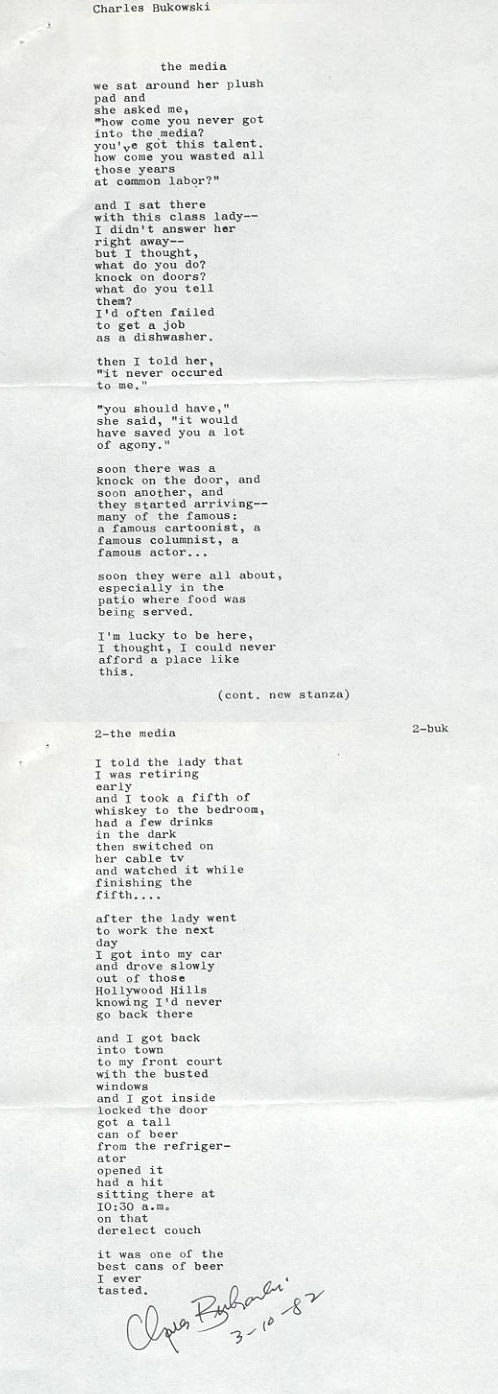 Charles Bukowski
the media
we sat around her plush
pad and
she asked me,
"how come you never got
into the media?
you've got this talent.
how come you wasted all
those years
at common labor?"
and I sat there
with this class lady--
I didn't answer her
right away--
but I thought,
what do you do?
knock on doors?
what do you tell
them?
I'd often failed
to get a job
as a dishwasher.
then I told her,
"it never occured
to me."
"you should have,"
she said, "it would
have saved you a lot
of agony."
soon there was a
knock on the door, and
soon another, and
they started arriving--
many of the famous:
a famous cartoonist, a
famous columnist, a
famous actor...
soon they were all about,
especially in the
patio where food was
being served.
I'm lucky to be here,
I thought, I could never
afford a place like
this.
(cont. new stanza)
2-the media 2-buk
I told the lady that
I was retiring
early
and I took a fifth of
whiskey to the bedroom,
had a few drinks
in the dark
then switched on
her cable tv
and watched it while
finishing the
fifth....
after the lady went
to work the next
day
I got into my car
and drove slowly
out of those
Hollywood Hills
knowing I'd never
go back there
and I got back
into town
to my front court
with the busted
windows
and I got inside
locked the door
got a tall
can of beer
from the refriger-
ator
opened it
had a hit
sitting there at
10:30 a.m.
on that
derelect couch
it was one of the
best cans of beer
I ever
tasted.
Charles Bukowski
3-10-82